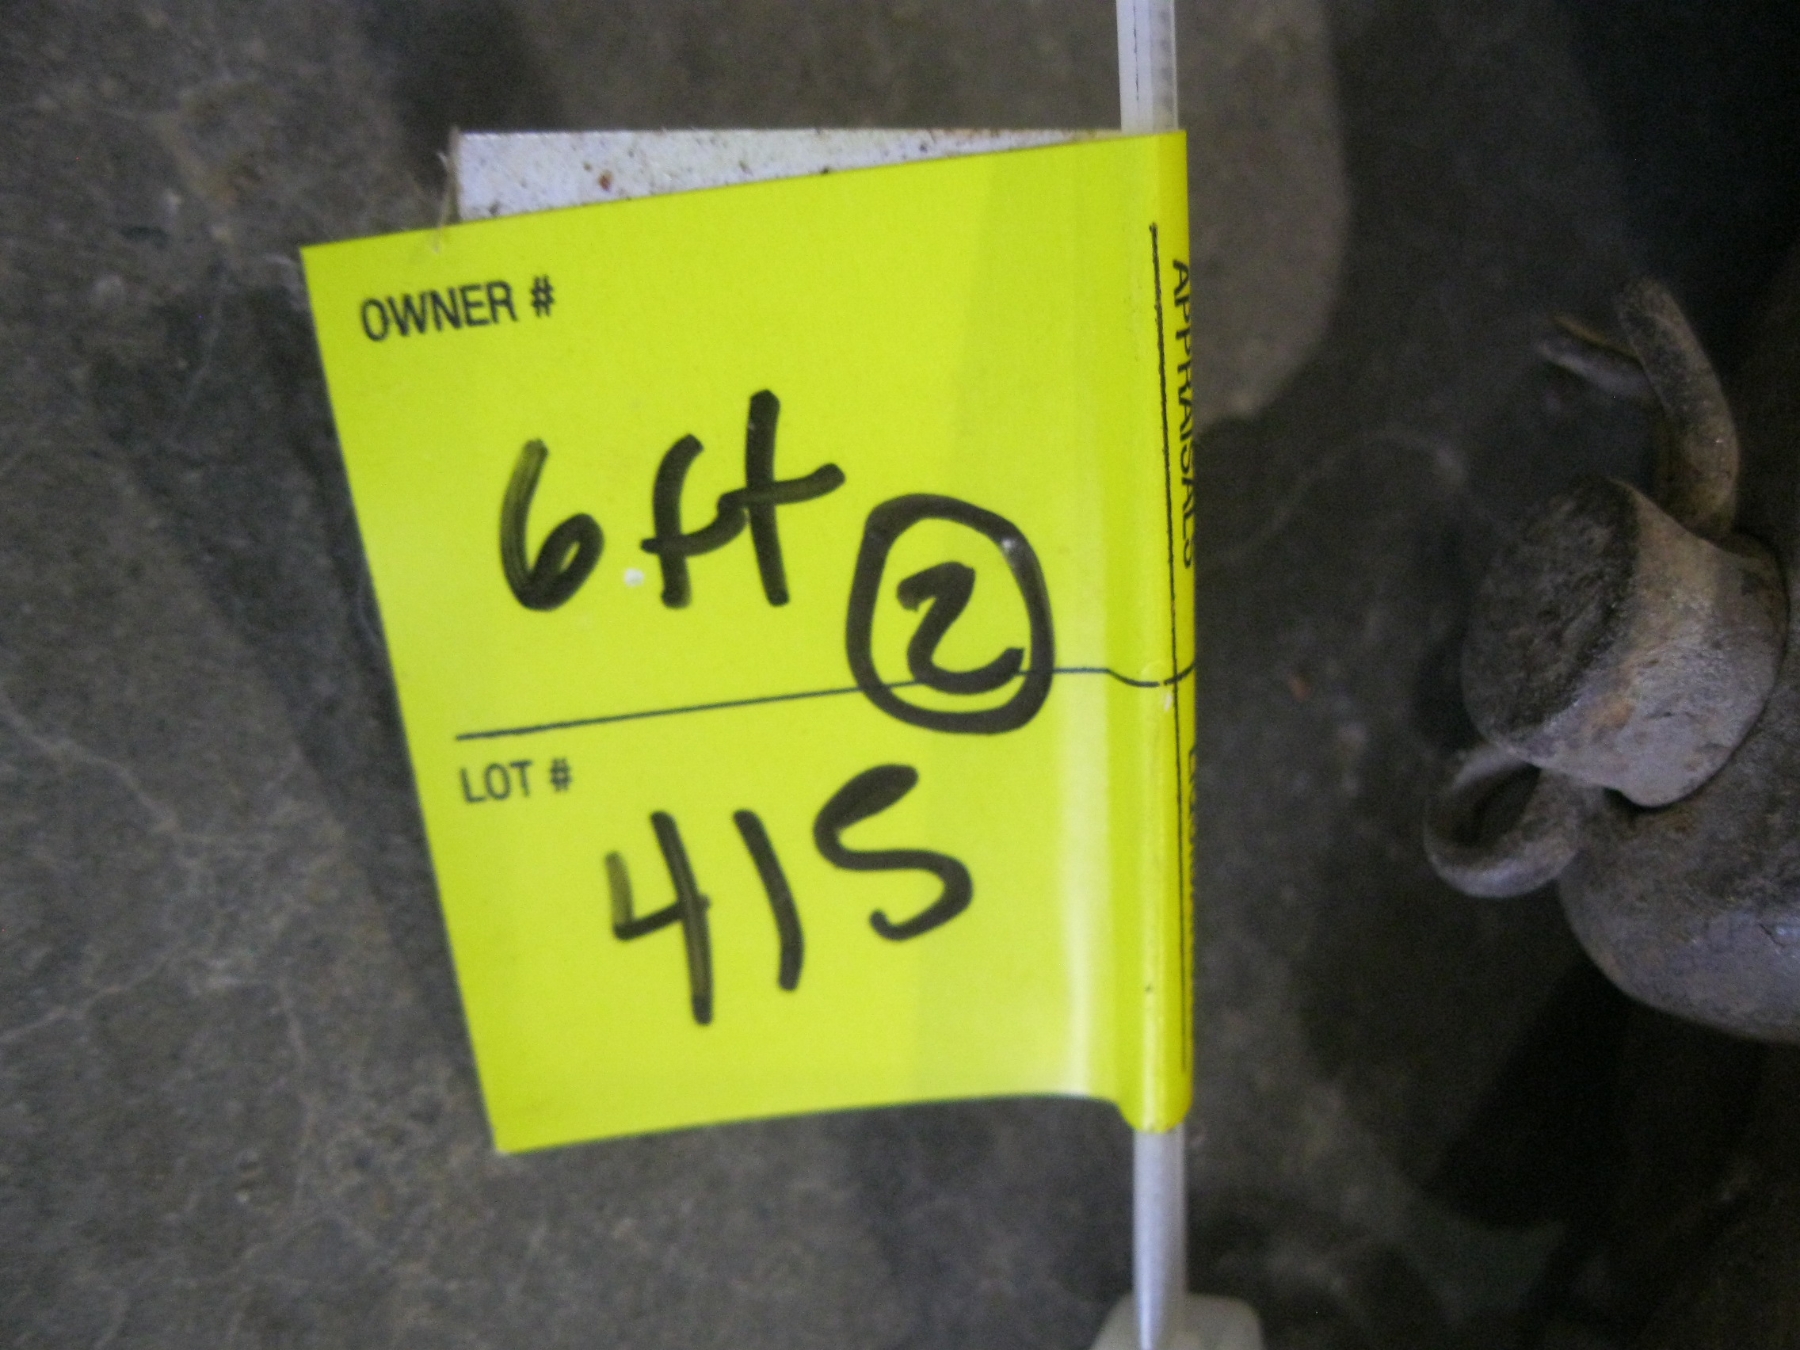 OWNER #
6ft 2
LOT #
415
APPRAISALS